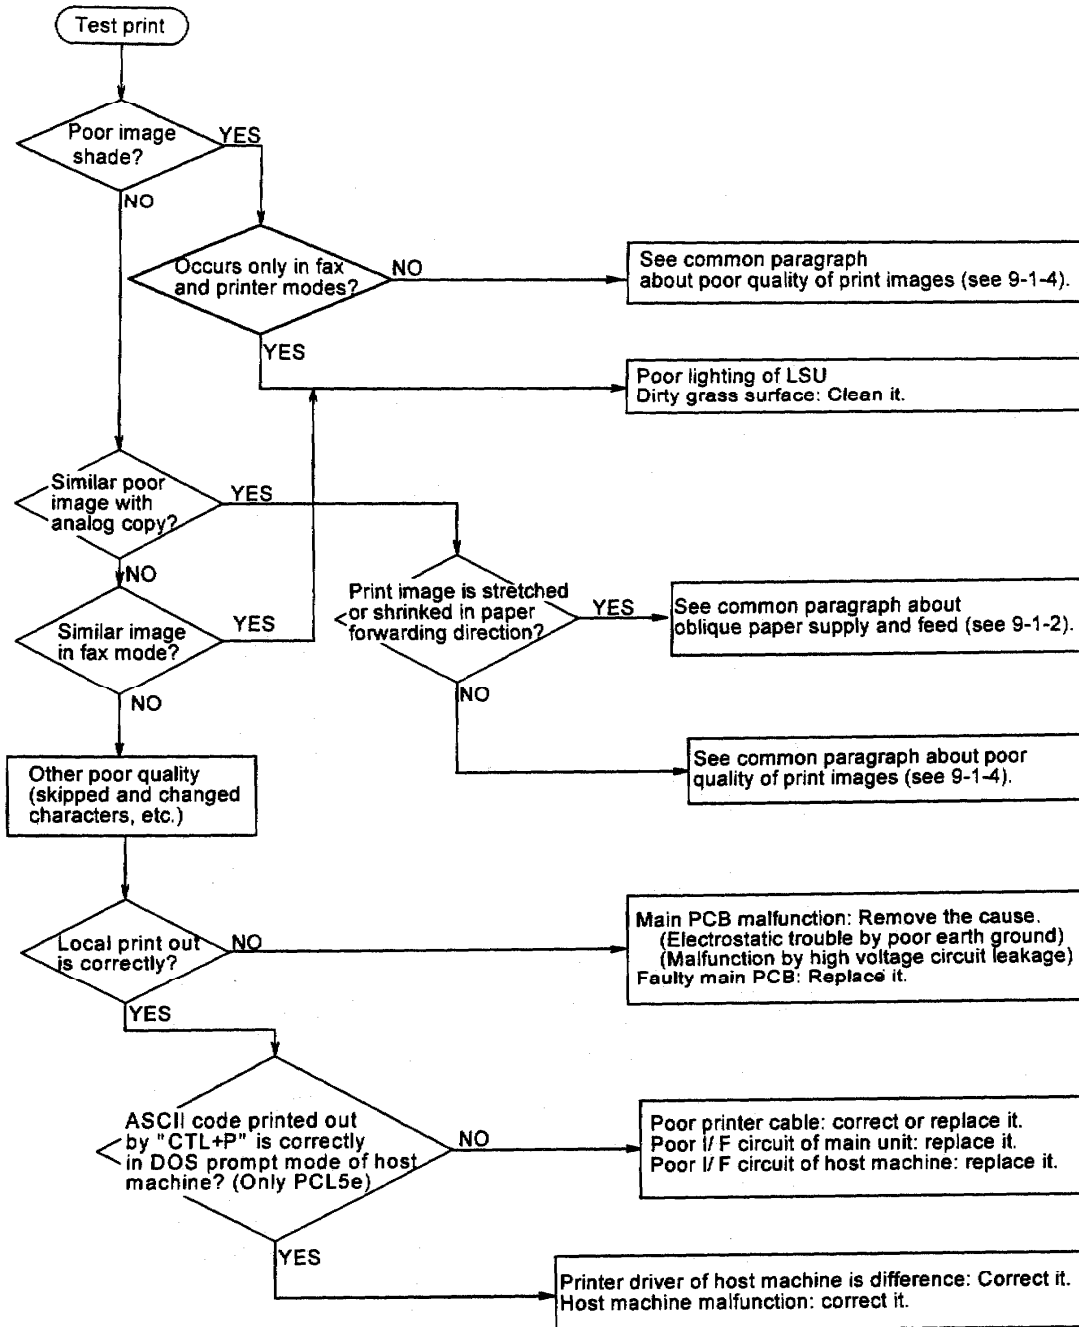 Test print
Poor image
shade?
YES
NO
Occurs only in fax
and printer modes?
NO
See common paragraph
about poor quality of print images (see 9-1-4).
YES
Poor lighting of LSU
Dirty grass surface: Clean it.
Similar poor
image with
analog copy?
YES
NO
Print image is stretched
or shrinked in paper
forwarding direction?
YES
See common paragraph about
oblique paper supply and feed (see 9-1-2).
Similar image
in fax mode?
YES
NO
NO
See common paragraph about poor
quality of print images (see 9-1-4).
Other poor quality
(skipped and changed
characters, etc.)
Local print out
is correctly?
NO
Main PCB malfunction: Remove the cause.
(Electrostatic trouble by poor earth ground)
(Malfunction by high voltage circuit leakage)
Faulty main PCB: Replace it.
YES
ASCII code printed out
by "CTL+P" is correctly
in DOS prompt mode of host
machine? (Only PCL5e)
NO
Poor printer cable: correct or replace it.
Poor I/ F circuit of main unit: replace it.
Poor I/ F circuit of host machine: replace it.
YES
Printer driver of host machine is difference: Correct it.
Host machine malfunction: correct it.